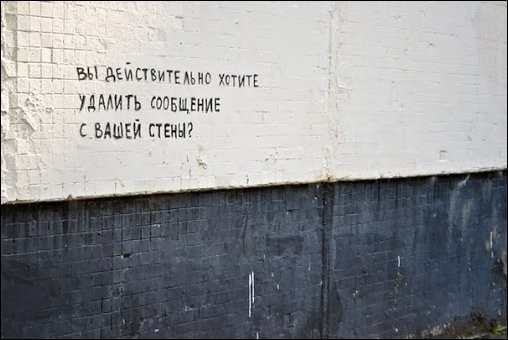 ВЫ ДЕЙСТВИТЕЛЬНО ХОТИТЕ
УДАЛИТЬ СООБЩЕНИЕ
С ВАШЕЙ СТЕНЫ?